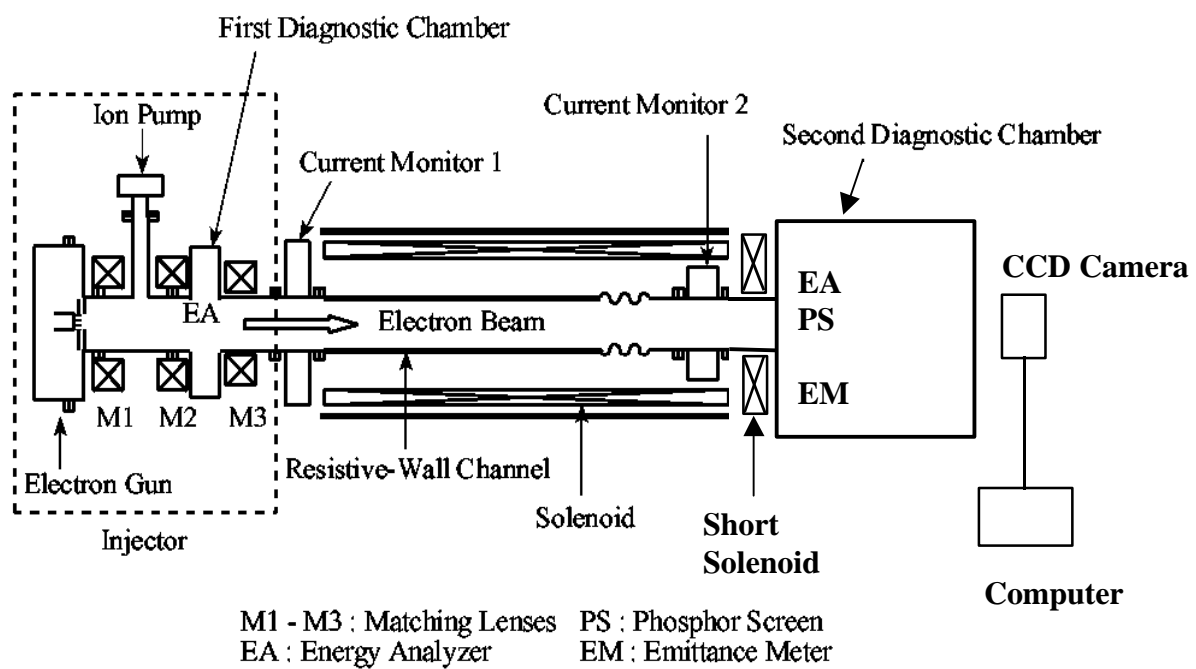 First Diagnostic Chamber
Ion Pump
Current Monitor 1
Current Monitor 2
Second Diagnostic Chamber
CCD Camera
EA
EA
PS
Electron Beam
EM
M1
M2
M3
Electron Gun
Resistive-Wall Channel
Solenoid
Short
Solenoid
Injector
Computer
M1 - M3 : Matching Lenses PS : Phosphor Screen
EA : Energy Analyzer EM : Emittance Meter